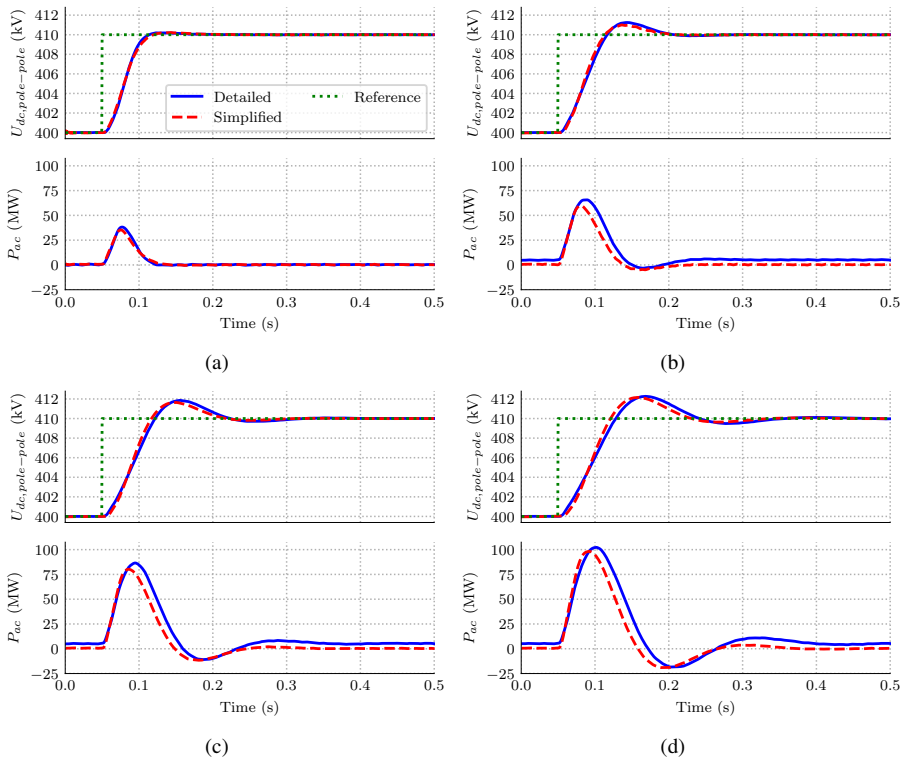 412
410
408
406
404
402
400
U_{dc,pole−pole} (kV)
Detailed
Simplified
Reference
100
75
50
25
0
−25
P_{ac} (MW)
0.0 0.1 0.2 0.3 0.4 0.5
Time (s)
(a)
412
410
408
406
404
402
400
U_{dc,pole−pole} (kV)
100
75
50
25
0
−25
P_{ac} (MW)
0.0 0.1 0.2 0.3 0.4 0.5
Time (s)
(b)
412
410
408
406
404
402
400
U_{dc,pole−pole} (kV)
100
75
50
25
0
−25
P_{ac} (MW)
0.0 0.1 0.2 0.3 0.4 0.5
Time (s)
(c)
412
410
408
406
404
402
400
U_{dc,pole−pole} (kV)
100
75
50
25
0
−25
P_{ac} (MW)
0.0 0.1 0.2 0.3 0.4 0.5
Time (s)
(d)